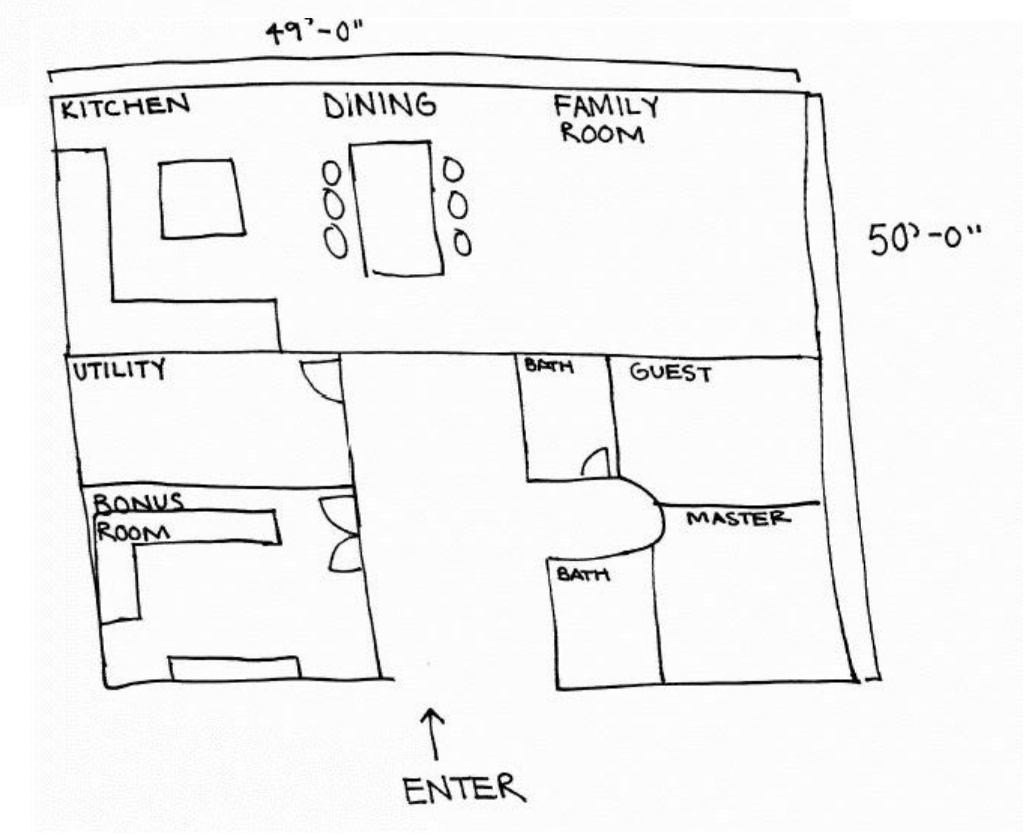 49'-0"
KITCHEN
DINING
FAMILY
ROOM
50'-0"
UTILITY
BATH
GUEST
BONUS
ROOM
MASTER
BATH
ENTER